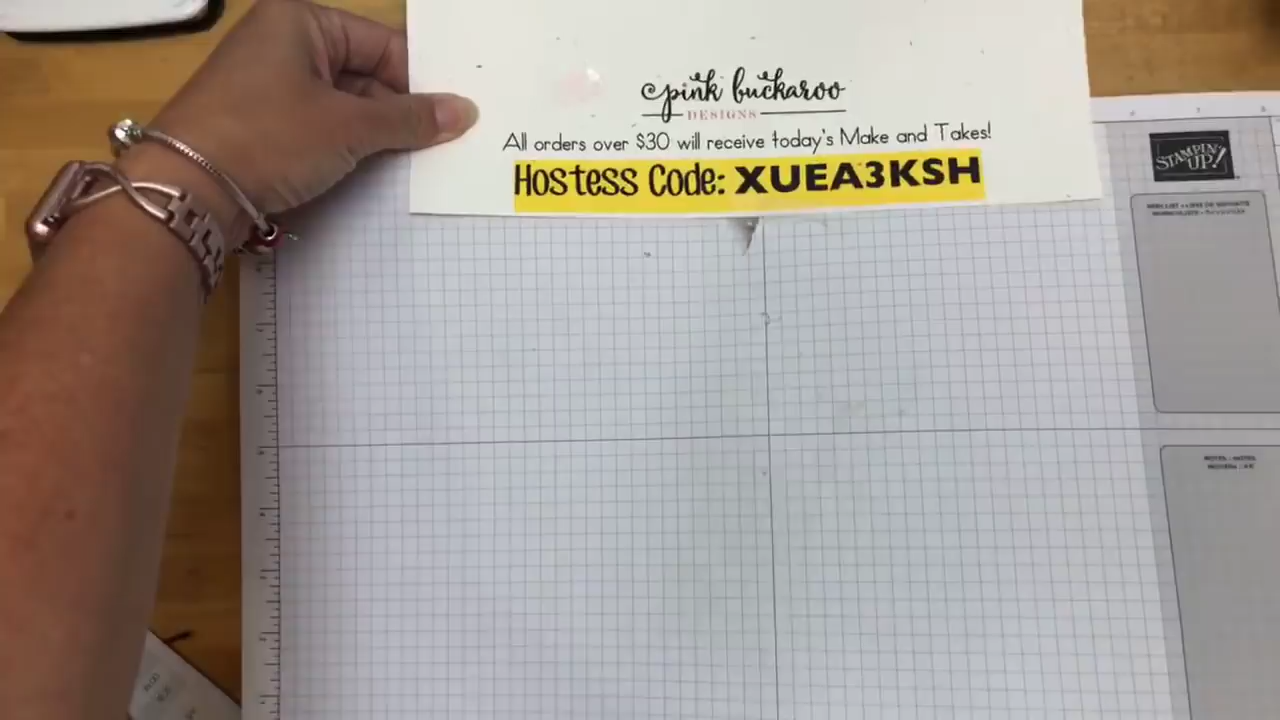 pink buckaroo
DESIGNS
All orders over $30 will receive today's Make and Takes!
Hostess Code: XUEA3KSH
STAMPIN' UP!